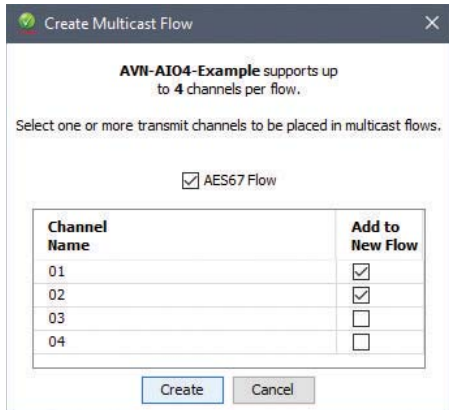 Create Multicast Flow
AVN-AIO4-Example supports up
to 4 channels per flow.
Select one or more transmit channels to be placed in multicast flows.
AES67 Flow
Channel Name
Add to New Flow
01
02
03
04
Create
Cancel